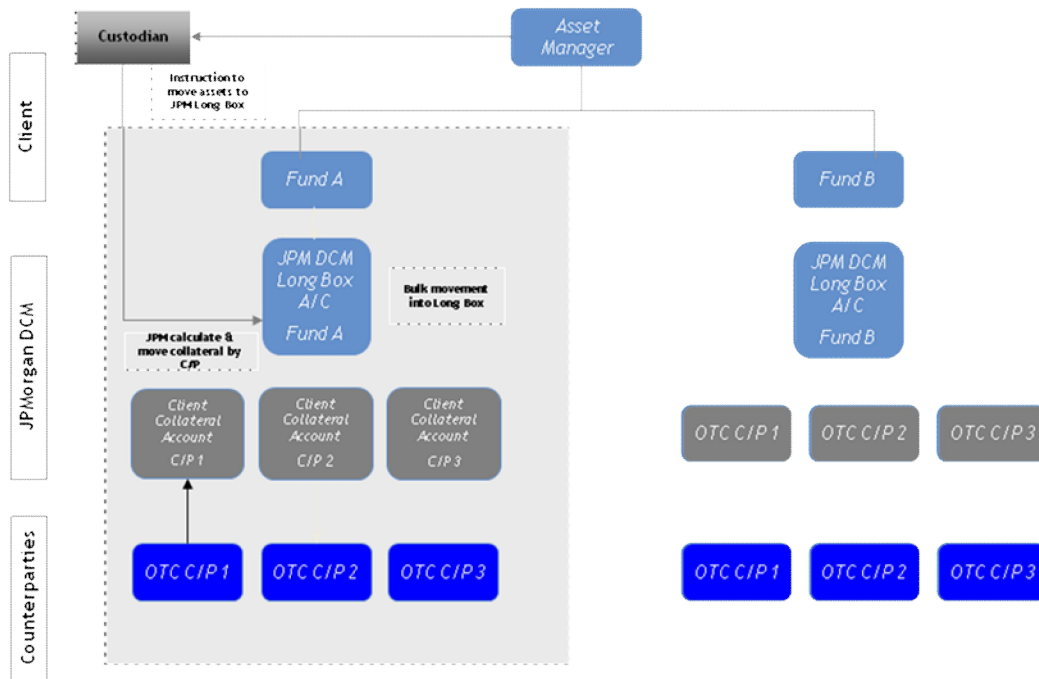 Custodian
Asset
Manager
Instruction to
move assets to
JPM Long Box
Client
Fund A
Fund B
JPMorgan DCM
JPM DCM
Long Box
A/C
Fund A
Bulk movement
into Long Box
JPM DCM
Long Box
A/C
Fund B
JPM calculate &
move collateral by
C/P
Client
Collateral
Account
C/P 1
Client
Collateral
Account
C/P 2
Client
Collateral
Account
C/P 3
OTC C/P 1
OTC C/P 2
OTC C/P 3
Counterparties
OTC C/P 1
OTC C/P 2
OTC C/P 3
OTC C/P 1
OTC C/P 2
OTC C/P 3